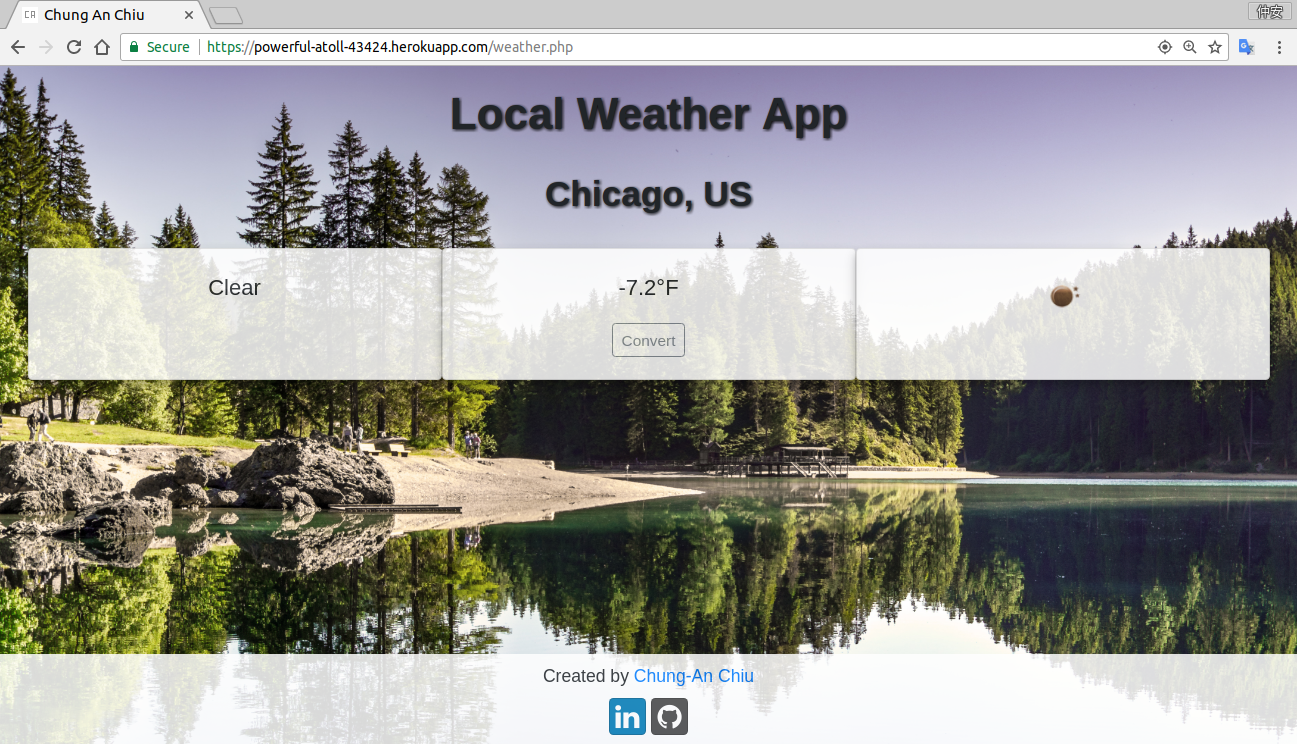 Chung An Chiu
仲安
Secure
https://powerful-atoll-43424.herokuapp.com/weather.php
Local Weather App
Chicago, US
Clear
-7.2°F
Convert
Created by Chung-An Chiu
in